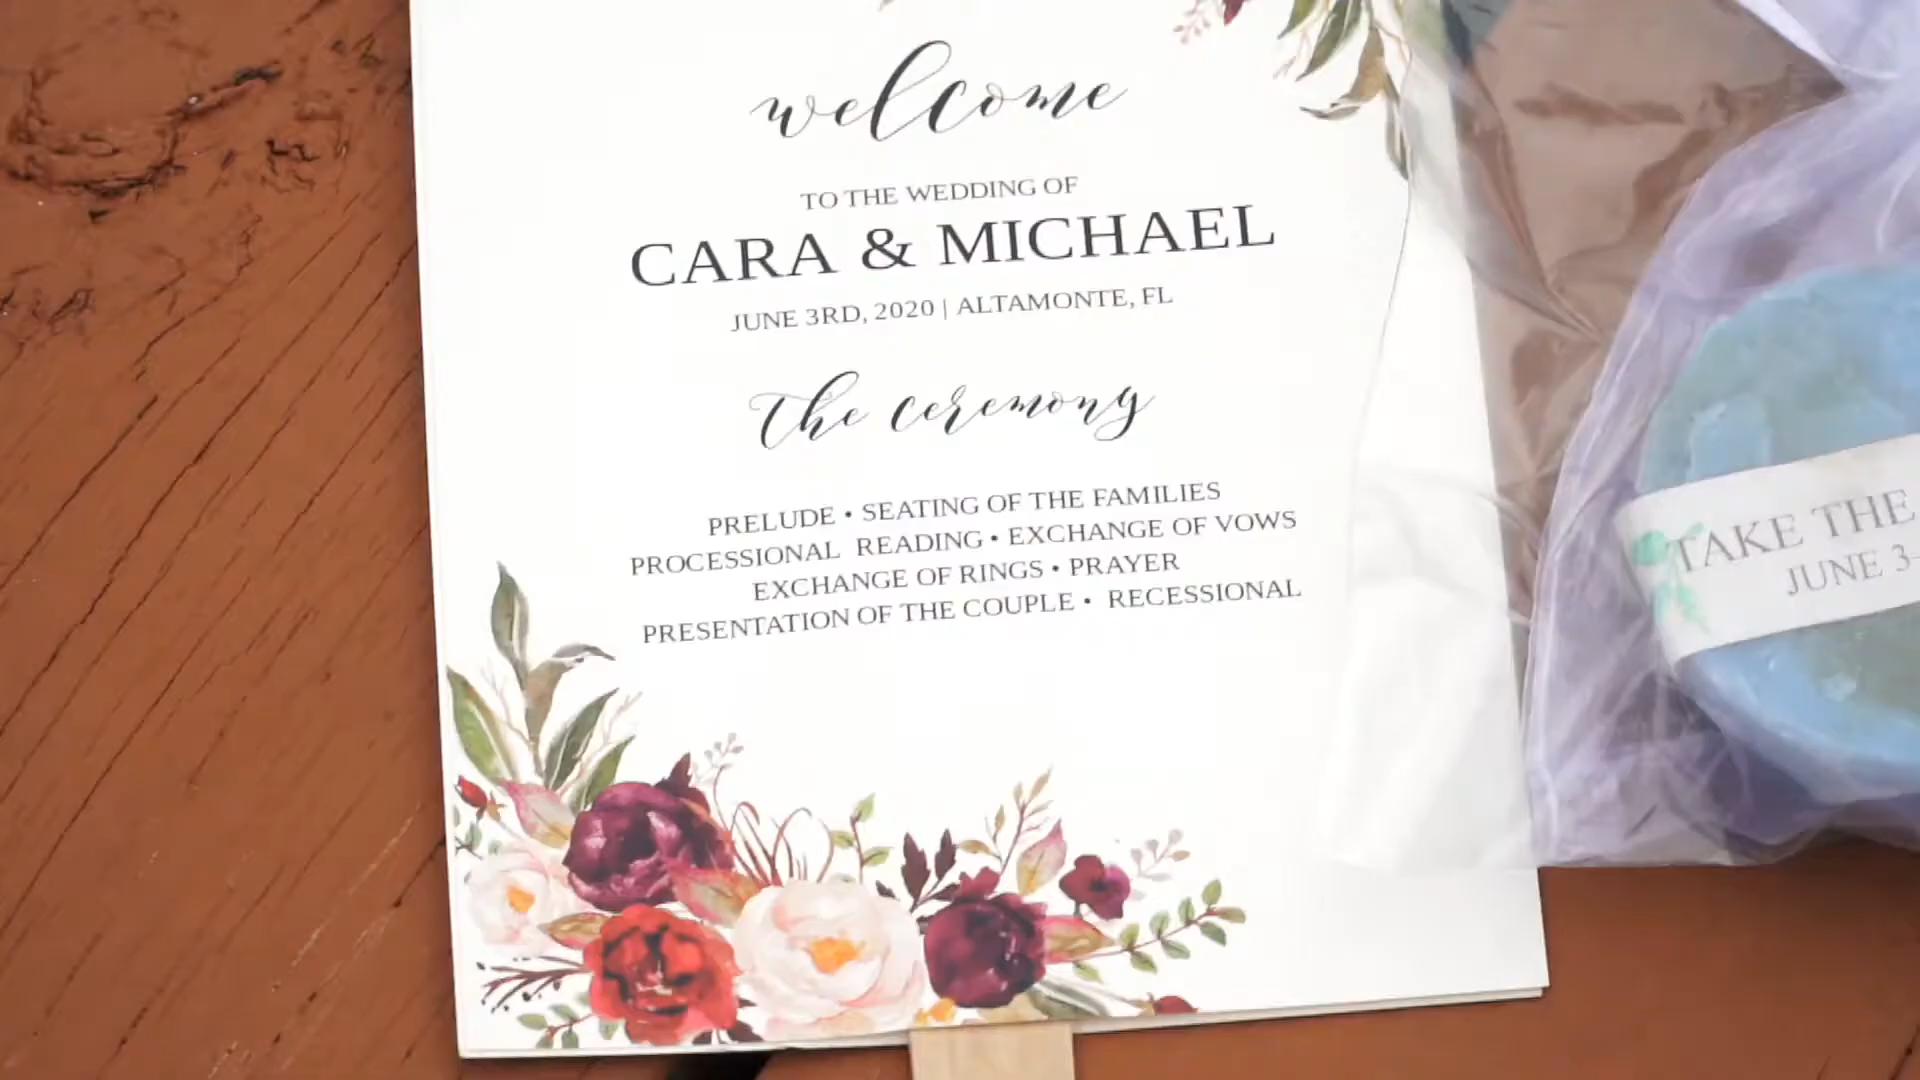 welcome
TO THE WEDDING OF
CARA & MICHAEL
JUNE 3RD, 2020 | ALTAMONTE, FL
the ceremony
PRELUDE • SEATING OF THE FAMILIES
PROCESSIONAL READING • EXCHANGE OF VOWS
EXCHANGE OF RINGS • PRAYER
PRESENTATION OF THE COUPLE • RECESSIONAL
TAKE THE
JUNE 3-